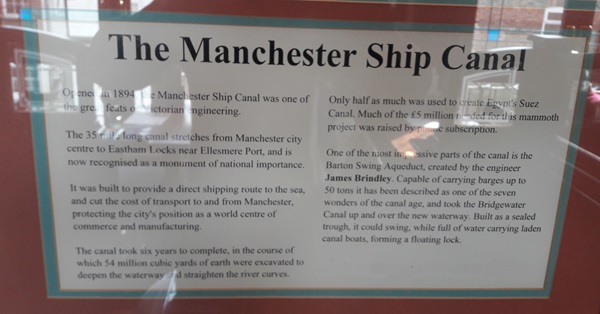 The Manchester Ship Canal
Opened in 1894 the Manchester Ship Canal was one of
the great feats of Victorian engineering.
The 35 mile long canal stretches from Manchester city
centre to Eastham Locks near Ellesmere Port, and is
now recognised as a monument of national importance.
It was built to provide a direct shipping route to the sea,
and cut the cost of transport to and from Manchester,
protecting the city's position as a world centre of
commerce and manufacturing.
The canal took six years to complete, in the course of
which 54 million cubic yards of earth were excavated to
deepen the waterway and straighten the river curves.
Only half as much was used to create Egypt's Suez
Canal. Much of the £5 million needed for this mammoth
project was raised by public subscription.
One of the most impressive parts of the canal is the
Barton Swing Aqueduct, created by the engineer
James Brindley. Capable of carrying barges up to
50 tons it has been described as one of the seven
wonders of the canal age, and took the Bridgewater
Canal up and over the new waterway. Built as a sealed
trough, it could swing, while full of water carrying laden
canal boats, forming a floating lock.